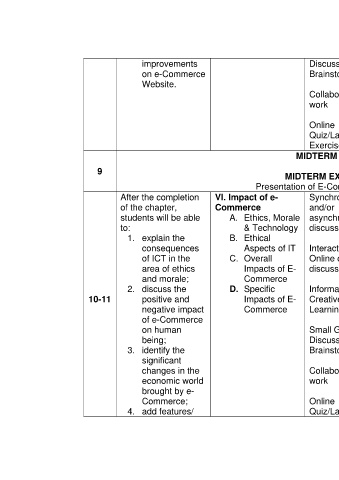 improvements
on e-Commerce
Website.
Discuss
Brainsto
Collabo
work
Online
Quiz/La
Exercis
9
MIDTERM
MIDTERM EX
Presentation of E-Co
10-11
After the completion
of the chapter,
students will be able
to:
1. explain the
consequences
of ICT in the
area of ethics
and morale;
2. discuss the
positive and
negative impact
of e-Commerce
on human
being;
3. identify the
significant
changes in the
economic world
brought by e-
Commerce;
4. add features/
VI. Impact of e-
Commerce
A. Ethics, Morale
& Technology
B. Ethical
Aspects of IT
C. Overall
Impacts of E-
Commerce
D. Specific
Impacts of E-
Commerce
Synchro
and/or
asynchr
discuss
Interact
Online d
discuss
Informa
Creative
Learnin
Small G
Discuss
Brainsto
Collabo
work
Online
Quiz/La